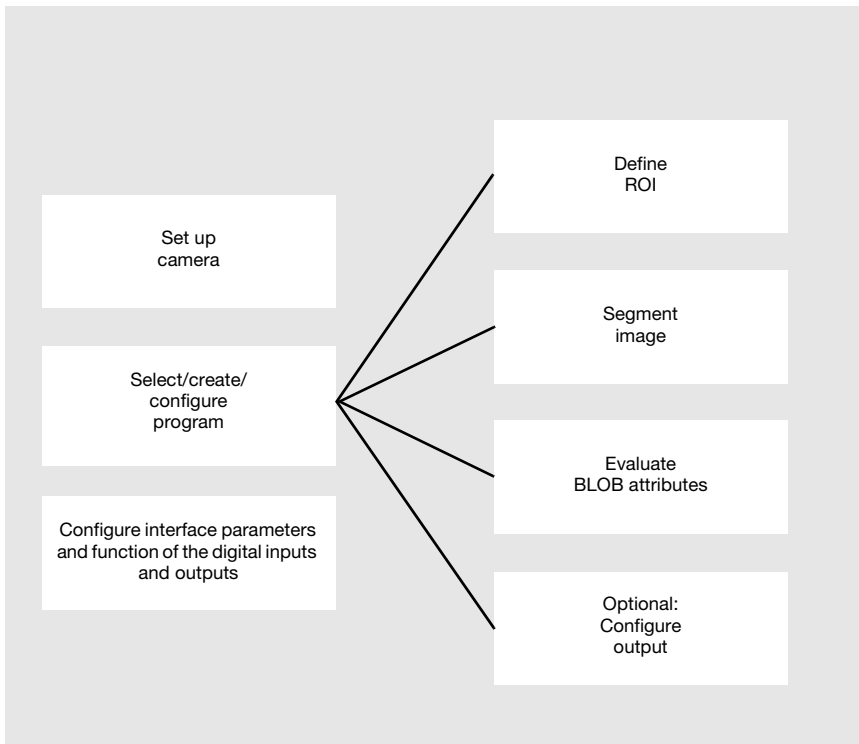 Set up
camera
Select/create/
configure
program
Configure interface parameters
and function of the digital inputs
and outputs
Define
ROI
Segment
image
Evaluate
BLOB attributes
Optional:
Configure
output